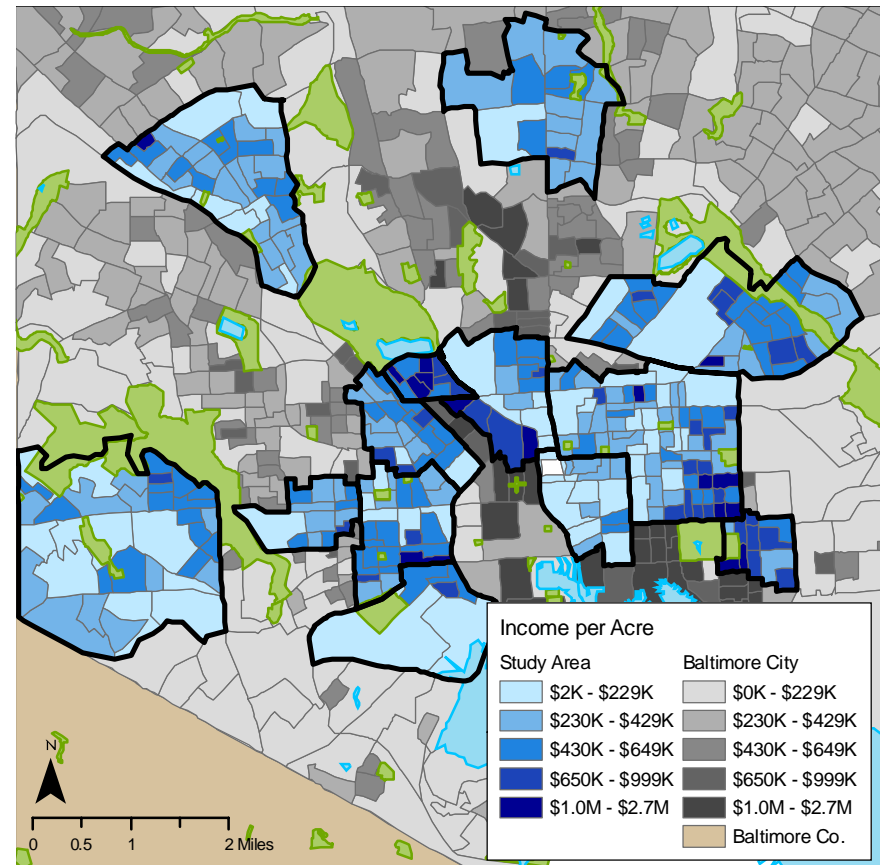 Income per Acre
Study Area Baltimore City
$2K - $229K $0K - $229K
$230K - $429K $230K - $429K
$430K - $649K $430K - $649K
$650K - $999K $650K - $999K
$1.0M - $2.7M $1.0M - $2.7M
Baltimore Co.
N
0 0.5 1 2 Miles